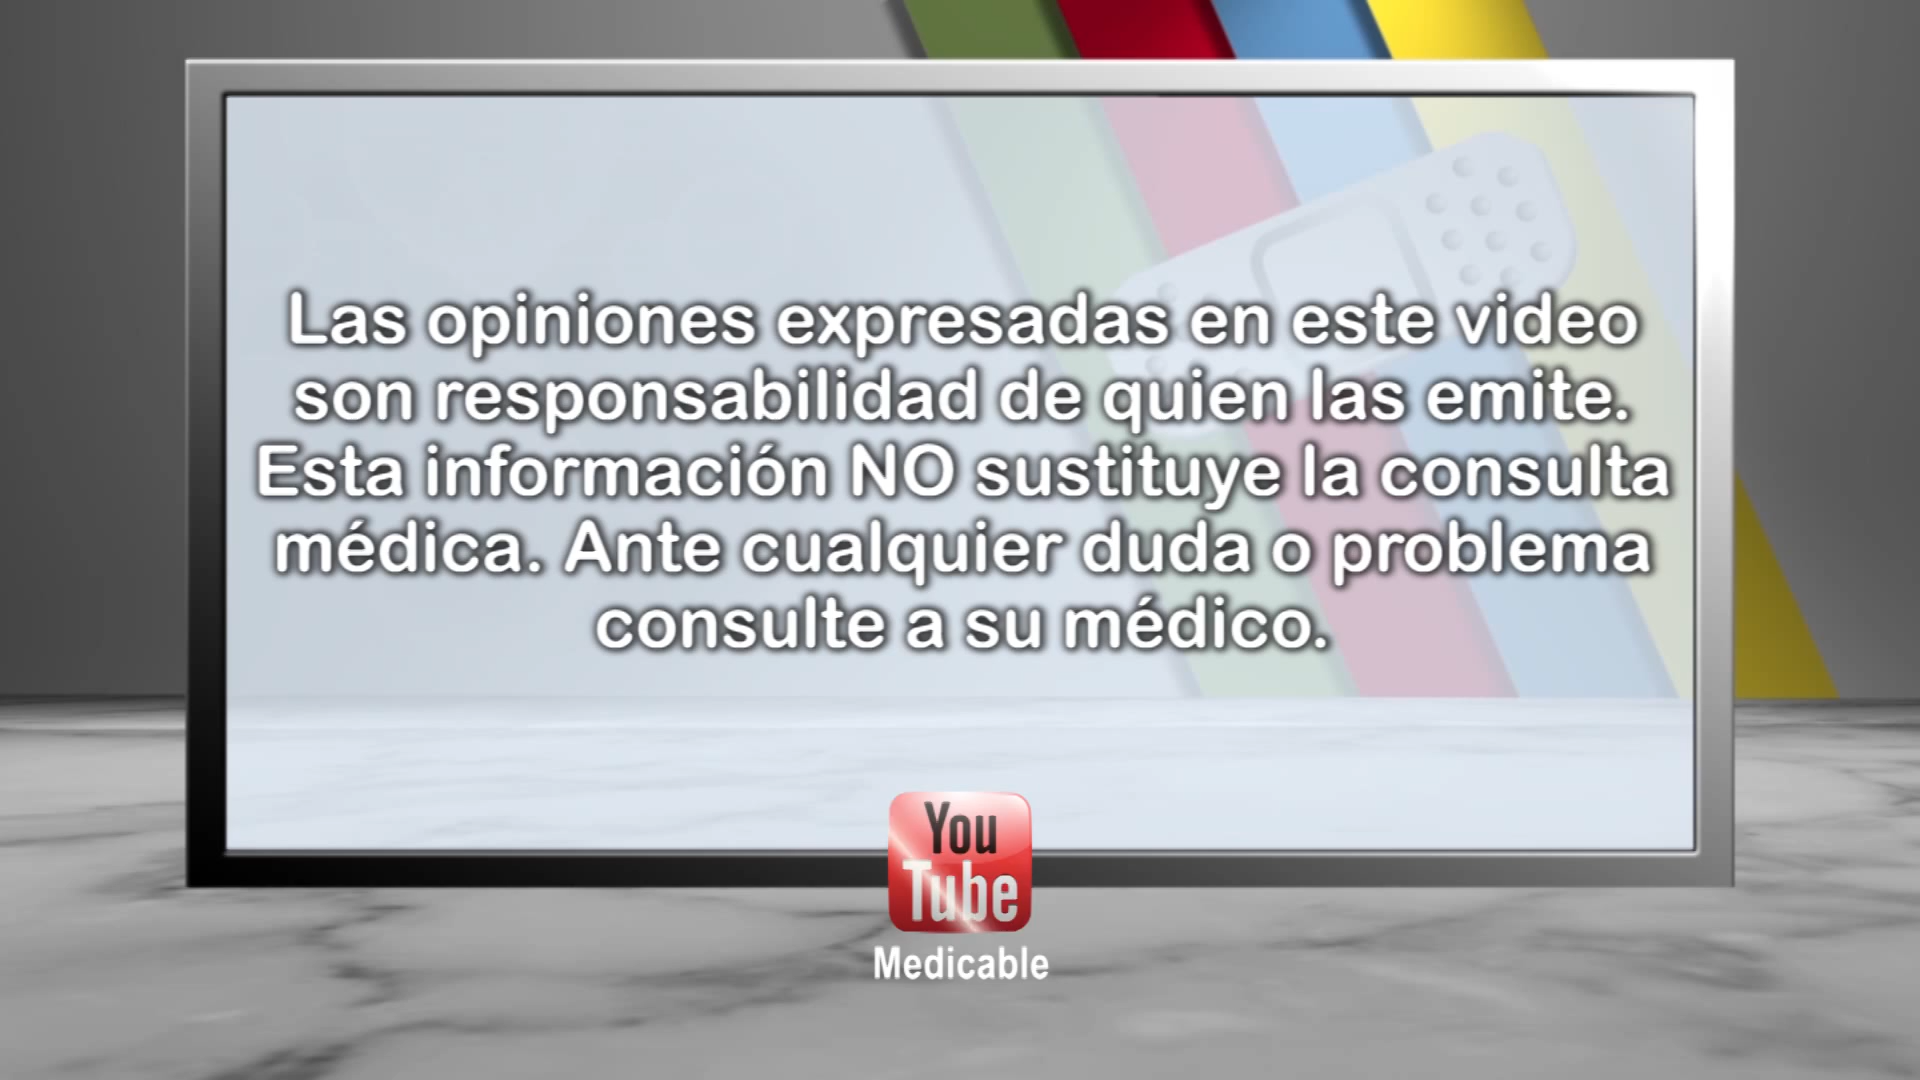 Las opiniones expresadas en este video
son responsabilidad de quien las emite.
Esta información NO sustituye la consulta
médica. Ante cualquier duda o problema
consulte a su médico.
You
Tube
Medicable